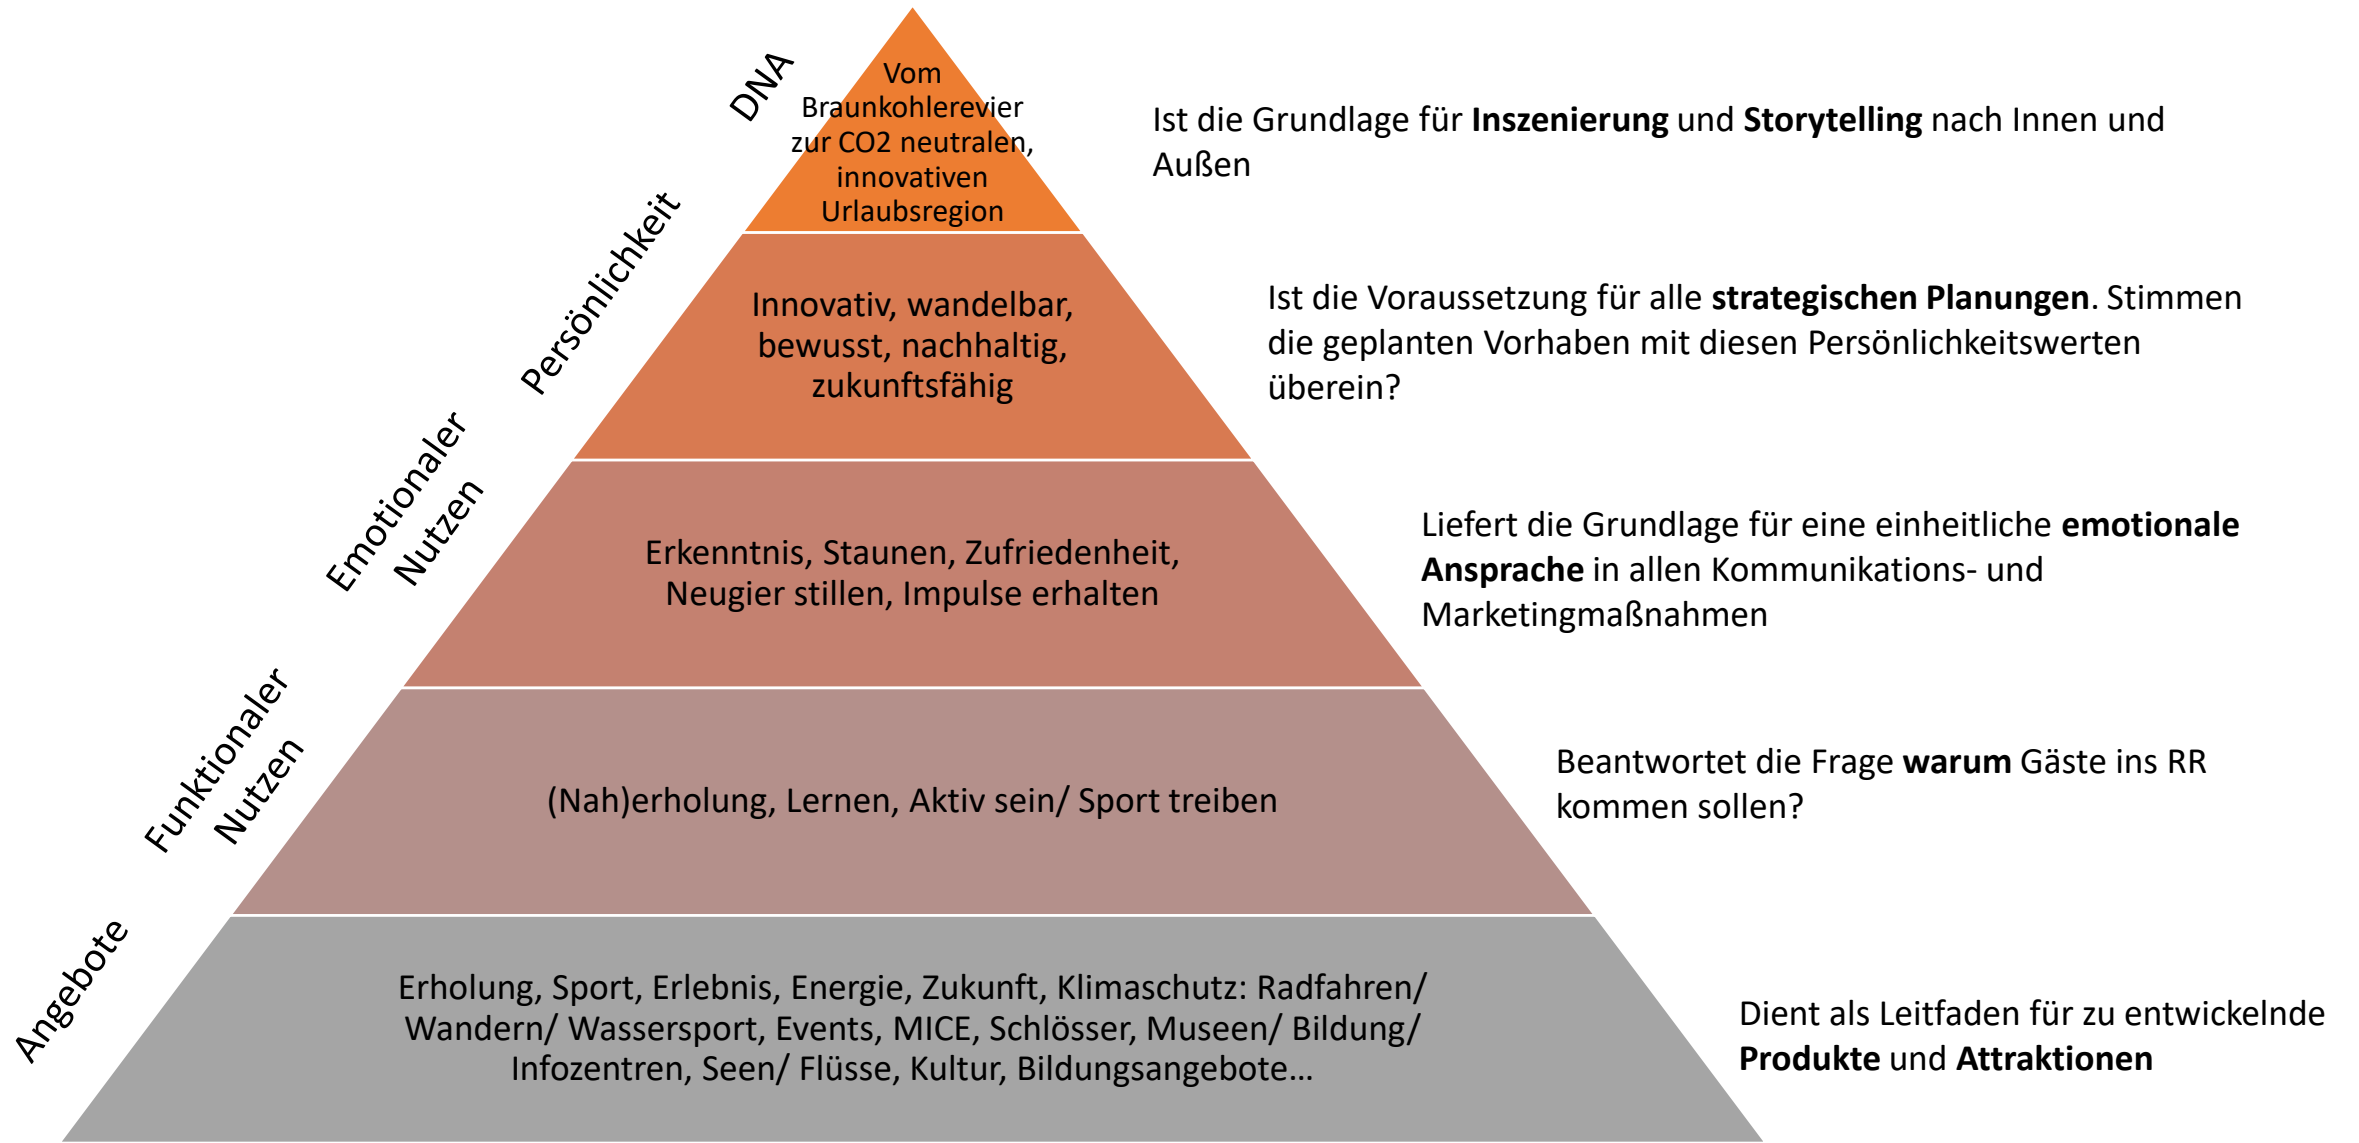 DNA
Vom
Braunkohlerevier
zur CO2 neutralen,
innovativen
Urlaubsregion
Ist die Grundlage für Inszenierung und Storytelling nach Innen und
Außen
Persönlichkeit
Innovativ, wandelbar,
bewusst, nachhaltig,
zukunftsfähig
Ist die Voraussetzung für alle strategischen Planungen. Stimmen
die geplanten Vorhaben mit diesen Persönlichkeitswerten
überein?
Emotionaler
Nutzen
Erkenntnis, Staunen, Zufriedenheit,
Neugier stillen, Impulse erhalten
Liefert die Grundlage für eine einheitliche emotionale
Ansprache in allen Kommunikations- und
Marketingmaßnahmen
Funktionaler
Nutzen
(Nah)erholung, Lernen, Aktiv sein/ Sport treiben
Beantwortet die Frage warum Gäste ins RR
kommen sollen?
Angebote
Erholung, Sport, Erlebnis, Energie, Zukunft, Klimaschutz: Radfahren/
Wandern/ Wassersport, Events, MICE, Schlösser, Museen/ Bildung/
Infozentren, Seen/ Flüsse, Kultur, Bildungsangebote…
Dient als Leitfaden für zu entwickelnde
Produkte und Attraktionen